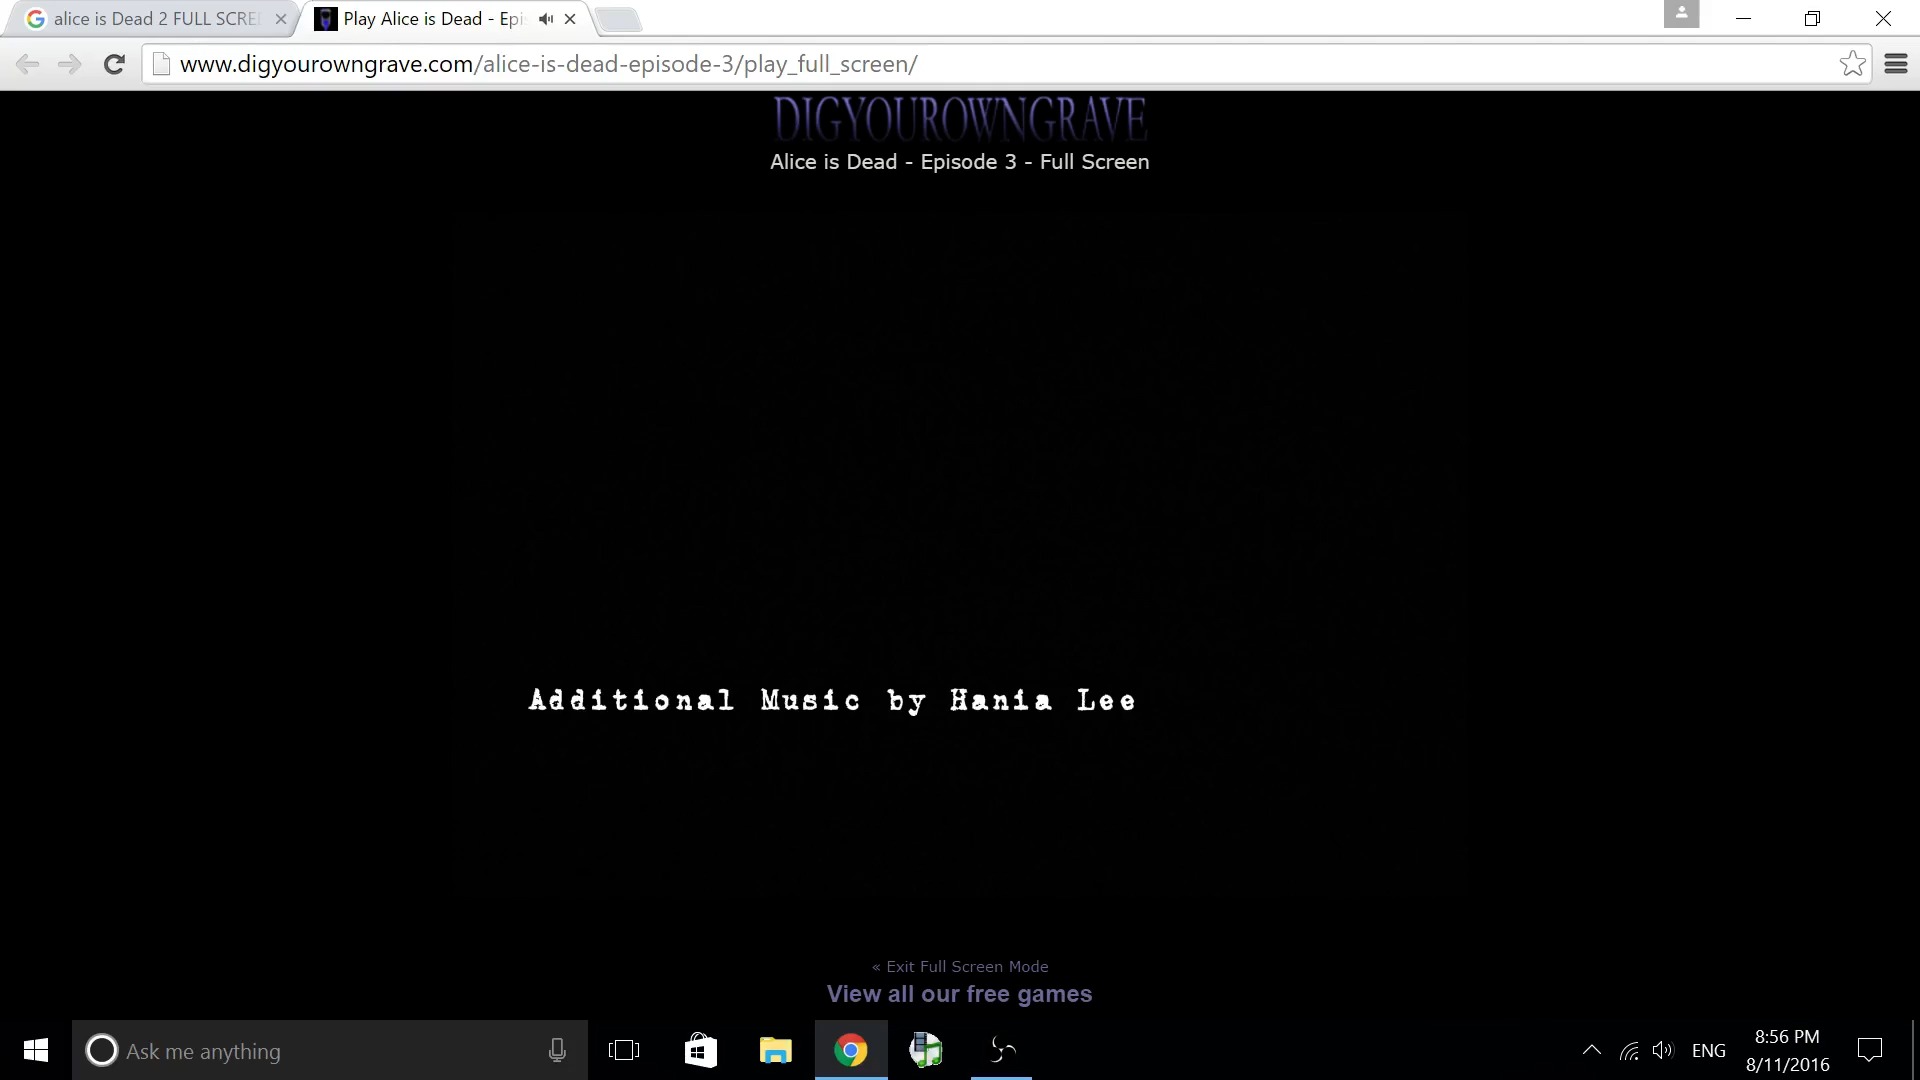 alice is Dead 2 FULL SCRE
Play Alice is Dead - Epi
www.digyourowngrave.com/alice-is-dead-episode-3/play_full_screen/
DIGYOUROWNGRAVE
Alice is Dead - Episode 3 - Full Screen
Additional Music by Hania Lee
« Exit Full Screen Mode
View all our free games
Ask me anything
ENG
8:56 PM
8/11/2016